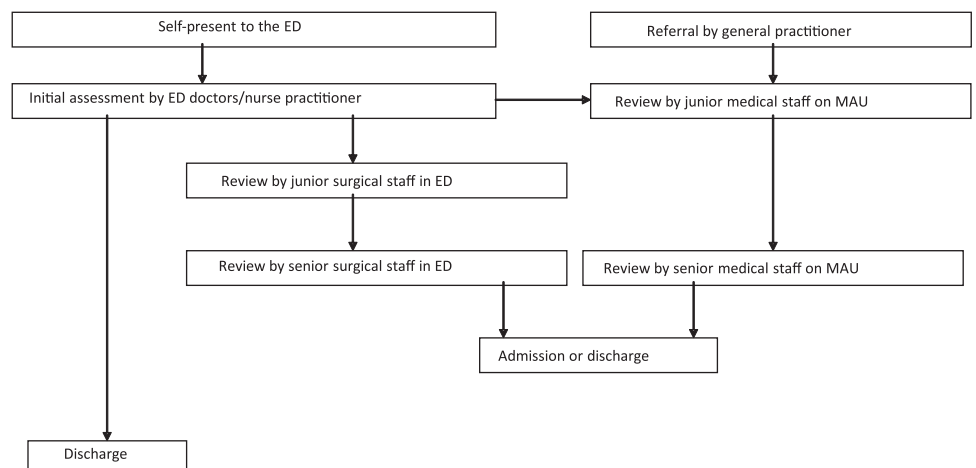 Self-present to the ED
Referral by general practitioner
Initial assessment by ED doctors/nurse practitioner
Review by junior medical staff on MAU
Review by junior surgical staff in ED
Review by senior surgical staff in ED
Review by senior medical staff on MAU
Admission or discharge
Discharge